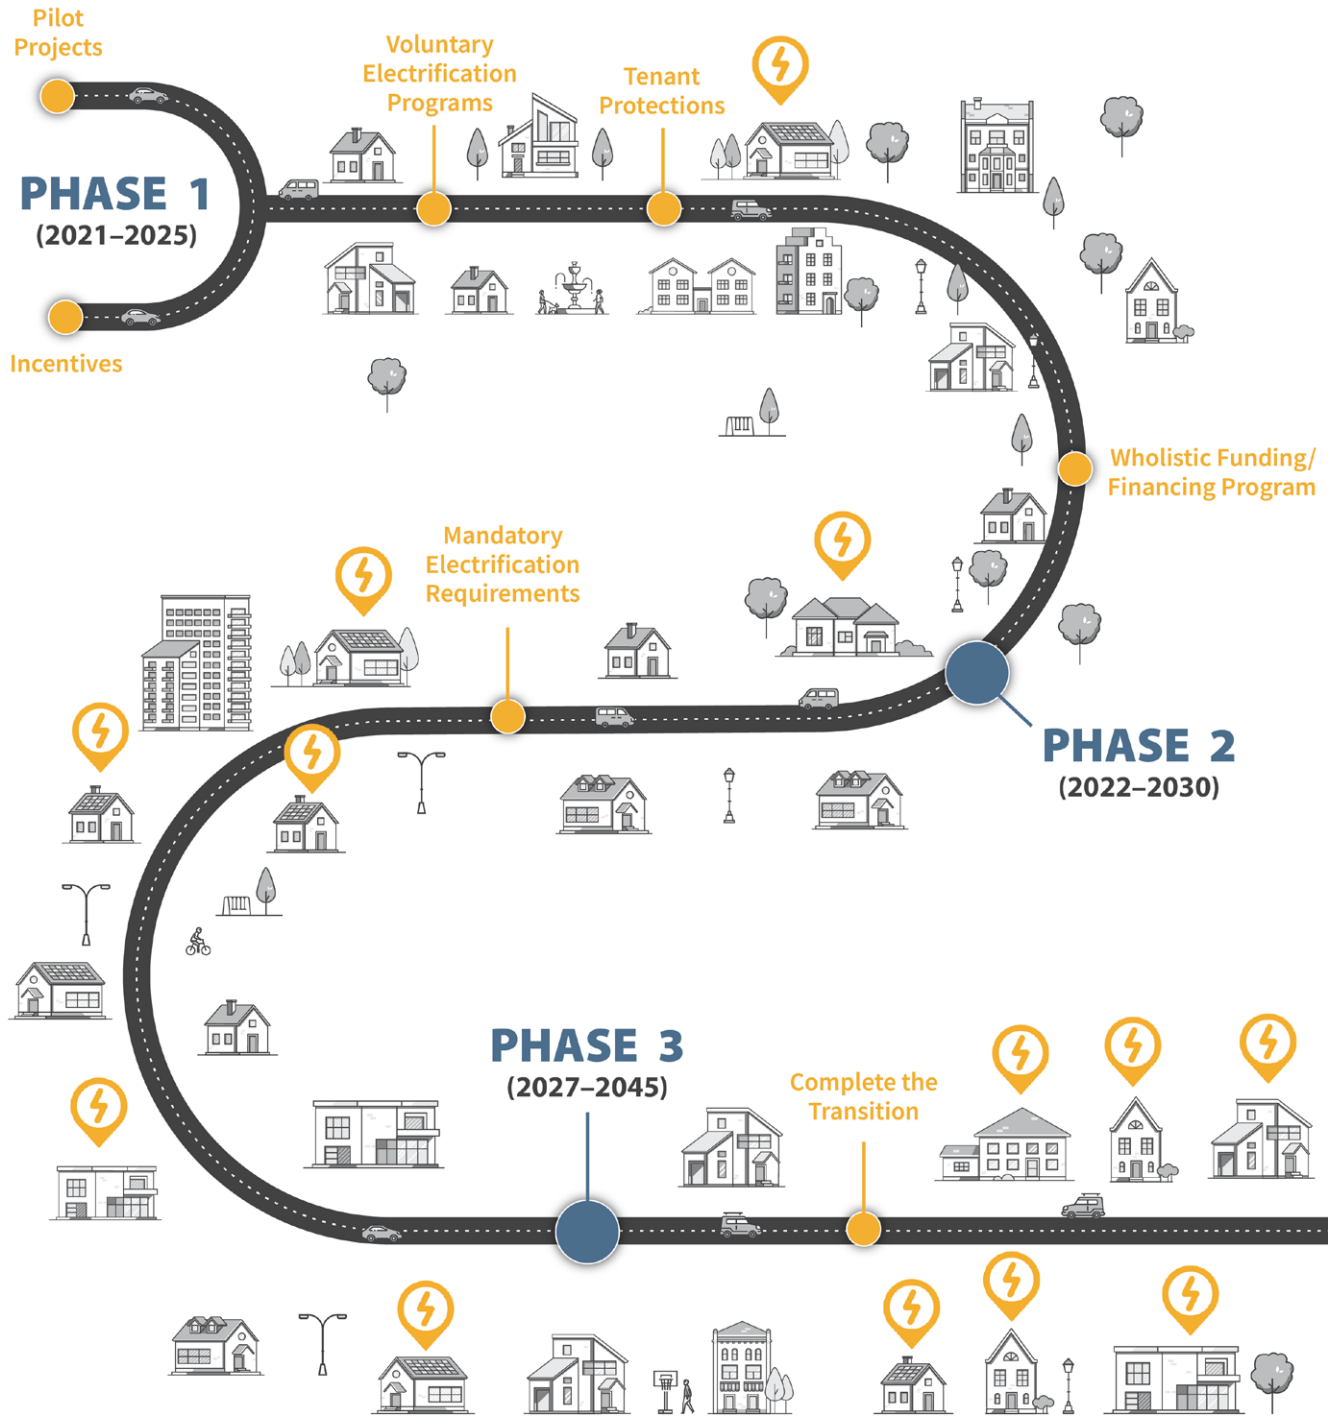 Pilot
Projects
Voluntary
Electrification
Programs
Tenant
Protections
PHASE 1
(2021–2025)
Incentives
Wholistic Funding/
Financing Program
Mandatory
Electrification
Requirements
PHASE 2
(2022–2030)
PHASE 3
(2027–2045)
Complete the
Transition